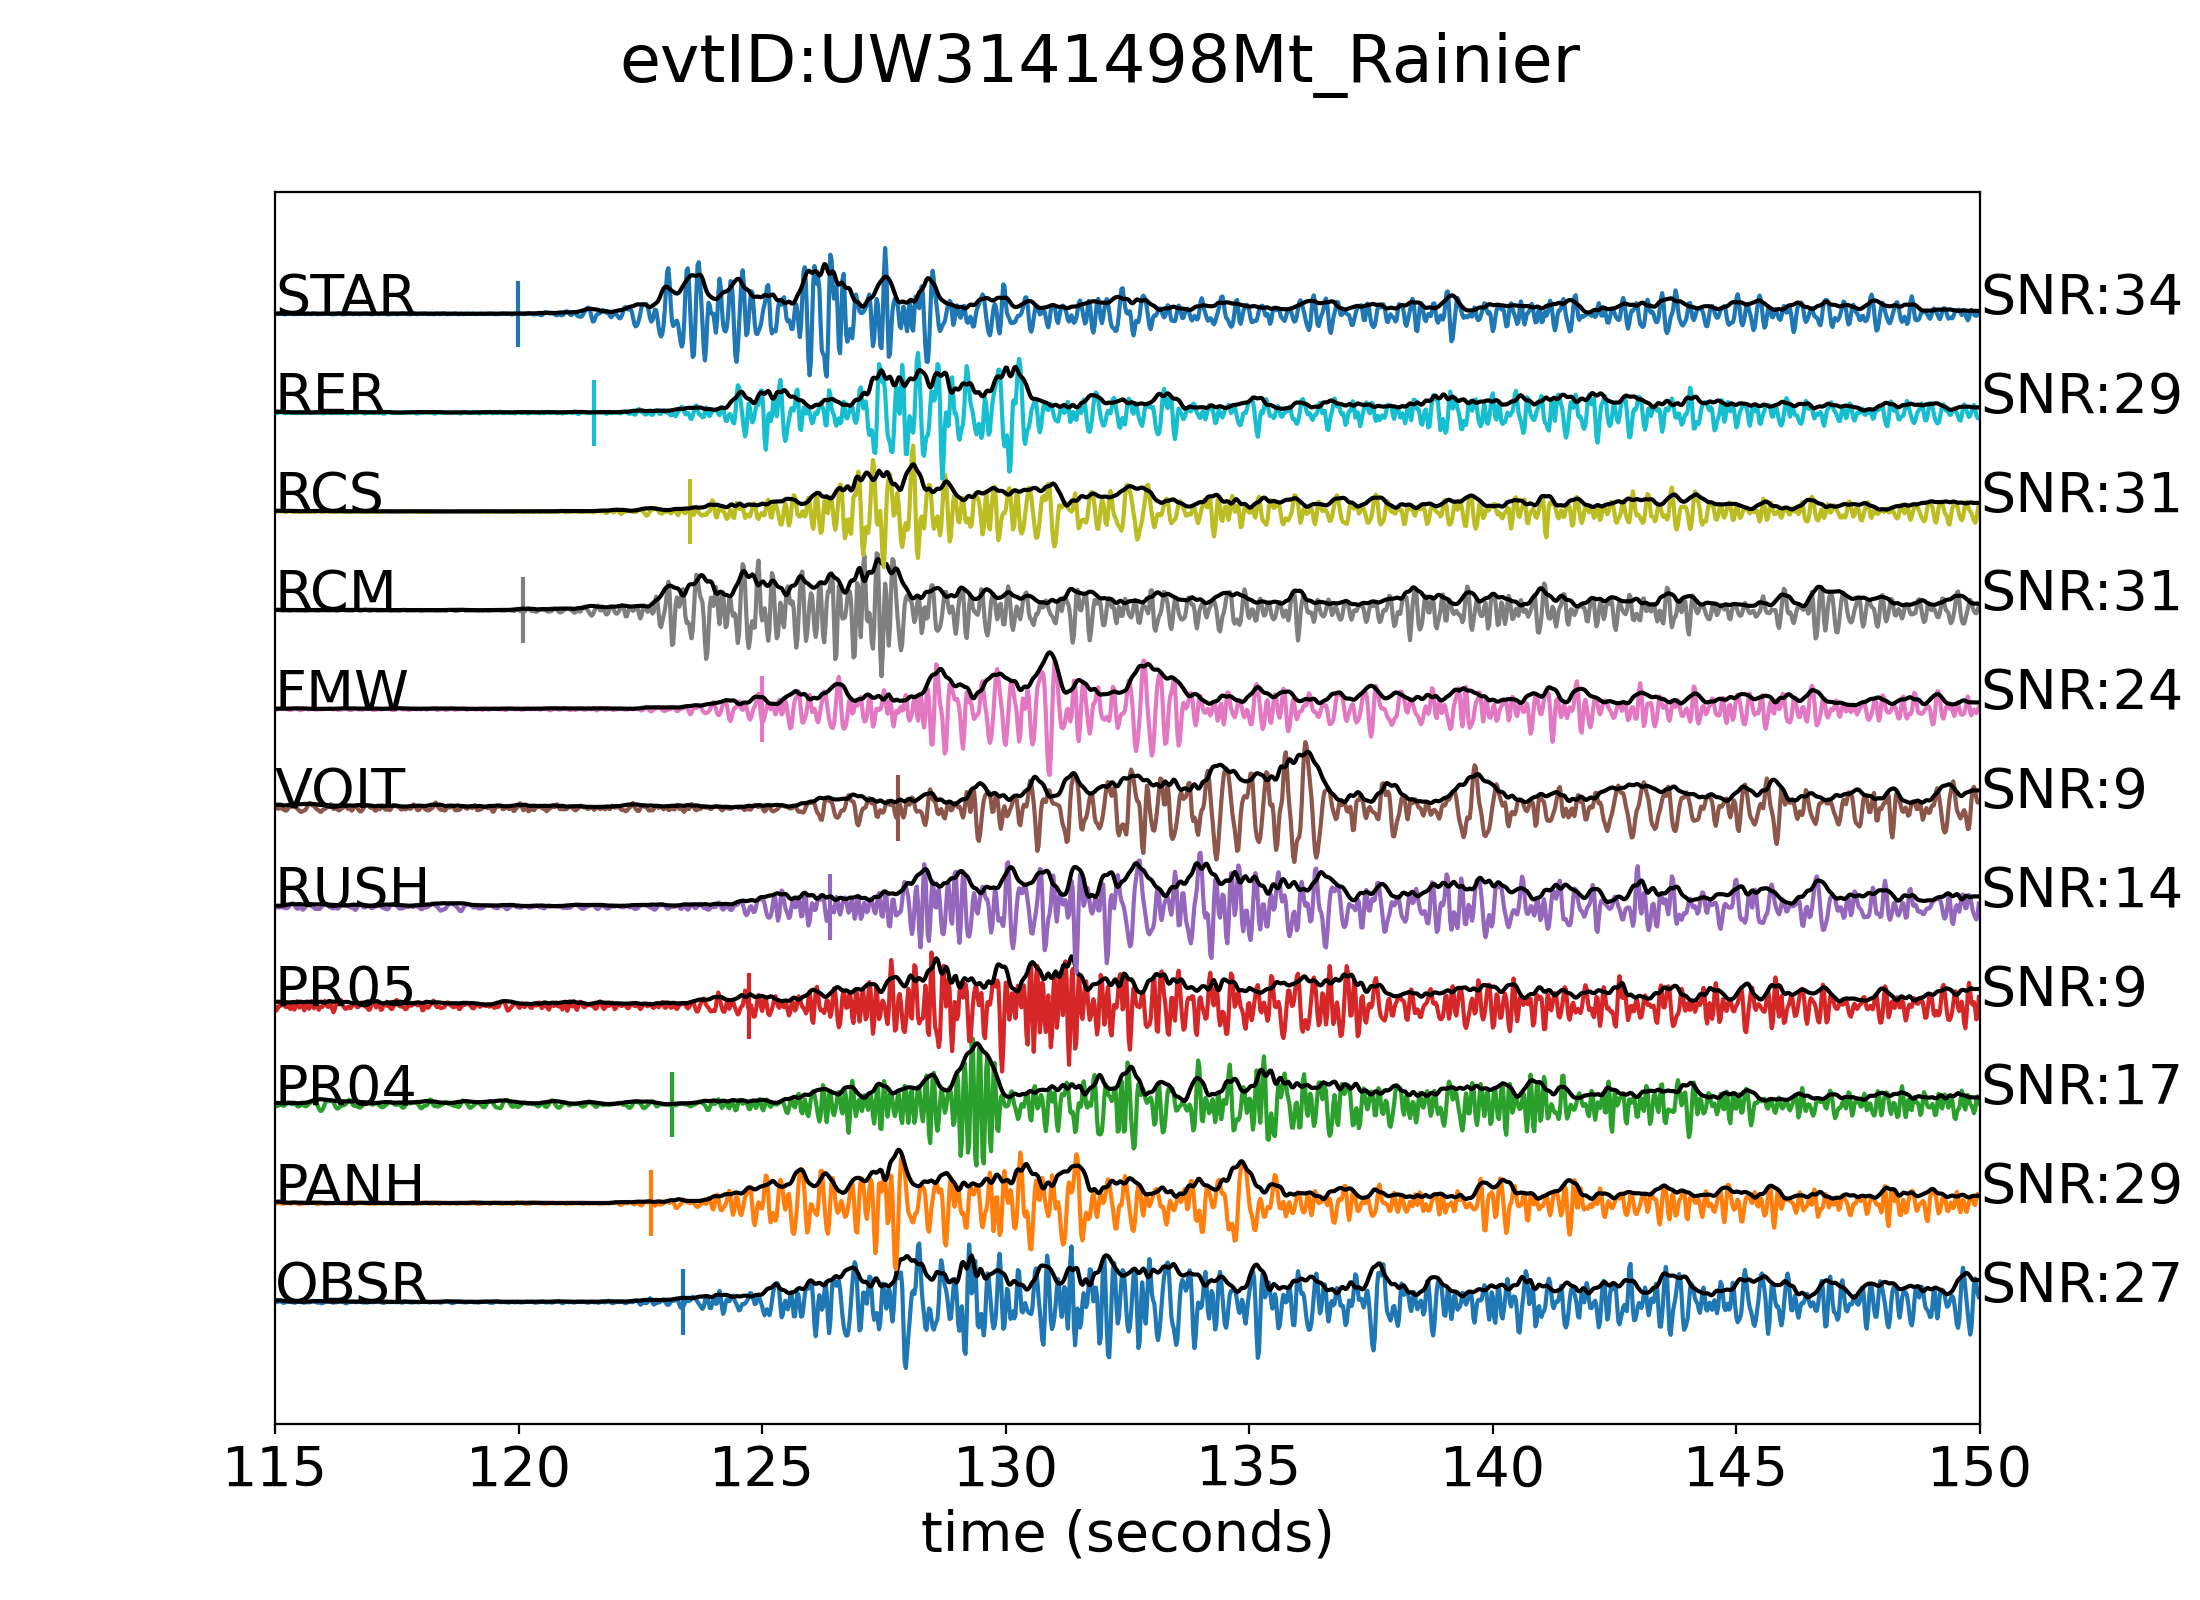 evtID:UW3141498Mt_Rainier
STAR SNR:34
RER SNR:29
RCS SNR:31
RCM SNR:31
FMW SNR:24
VOIT SNR:9
RUSH SNR:14
PR05 SNR:9
PR04 SNR:17
PANH SNR:29
OBSR SNR:27
115 120 125 130 135 140 145 150
time (seconds)